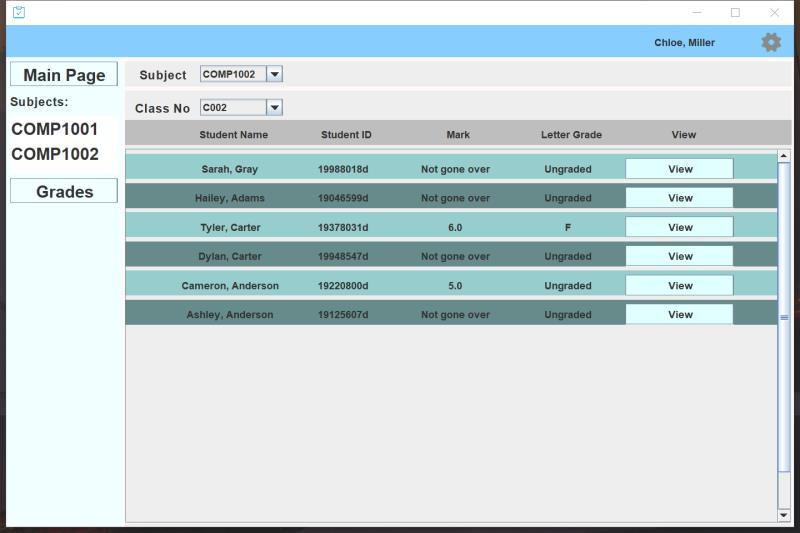 Chloe, Miller
Main Page
Subjects:
COMP1001
COMP1002
Grades
Subject COMP1002
Class No C002
Student Name Student ID Mark Letter Grade View
Sarah, Gray 19988018d Not gone over Ungraded View
Hailey, Adams 19046599d Not gone over Ungraded View
Tyler, Carter 19378031d 6.0 F View
Dylan, Carter 19948547d Not gone over Ungraded View
Cameron, Anderson 19220800d 5.0 Ungraded View
Ashley, Anderson 19125607d Not gone over Ungraded View